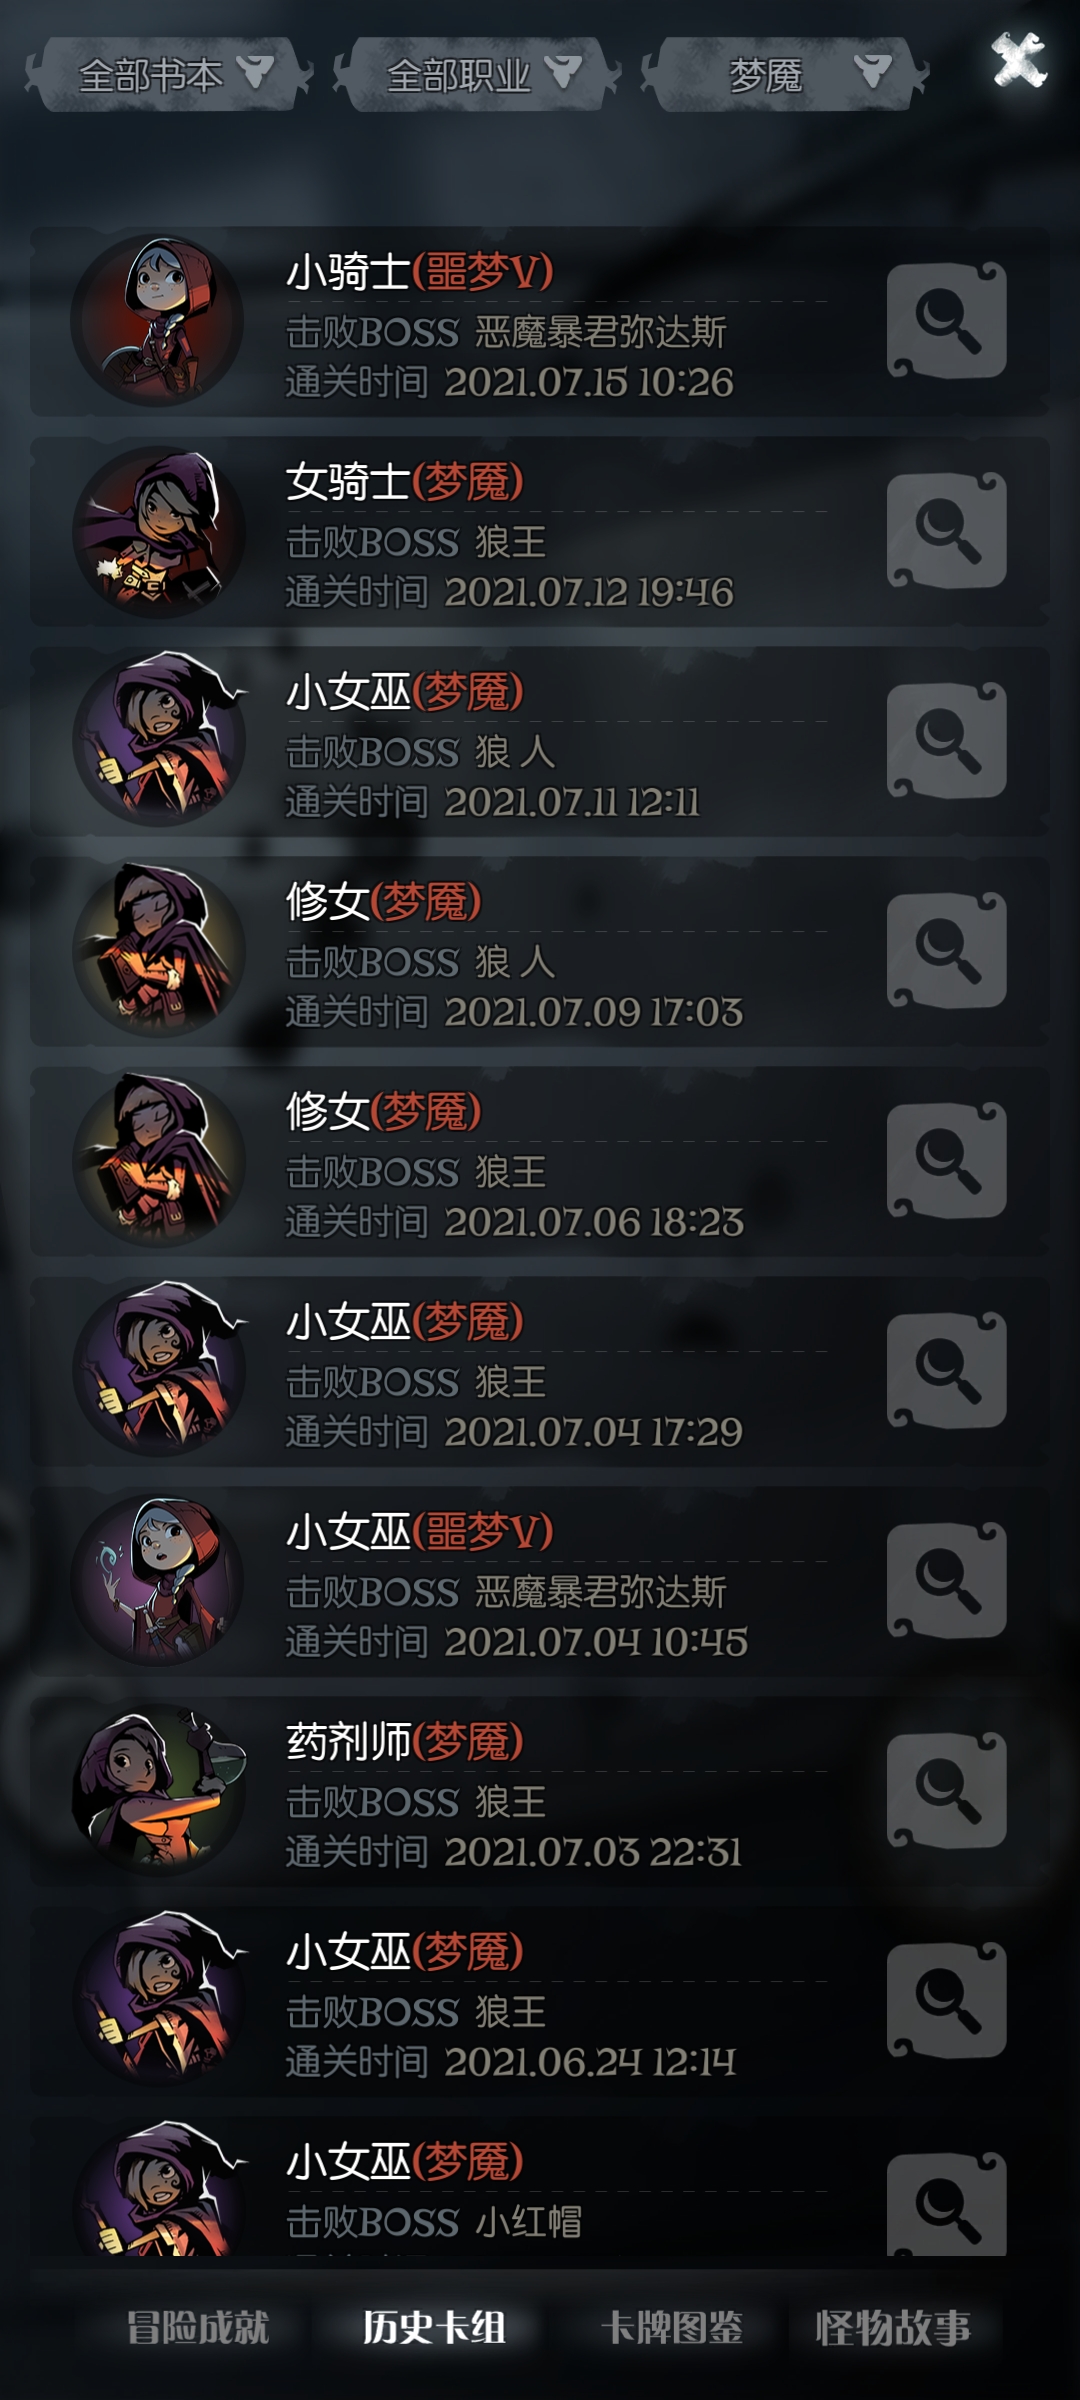 全部书本
全部职业
梦魇
小骑士(噩梦V)
击败BOSS 恶魔暴君弥达斯
通关时间 2021.07.15 10:26
女骑士(梦魇)
击败BOSS 狼王
通关时间 2021.07.12 19:46
小女巫(梦魇)
击败BOSS 狼 人
通关时间 2021.07.11 12:11
修女(梦魇)
击败BOSS 狼 人
通关时间 2021.07.09 17:03
修女(梦魇)
击败BOSS 狼王
通关时间 2021.07.06 18:23
小女巫(梦魇)
击败BOSS 狼王
通关时间 2021.07.04 17:29
小女巫(噩梦V)
击败BOSS 恶魔暴君弥达斯
通关时间 2021.07.04 10:45
药剂师(梦魇)
击败BOSS 狼王
通关时间 2021.07.03 22:31
小女巫(梦魇)
击败BOSS 狼王
通关时间 2021.06.24 12:14
小女巫(梦魇)
击败BOSS 小红帽
冒险成就
历史卡组
卡牌图鉴
怪物故事